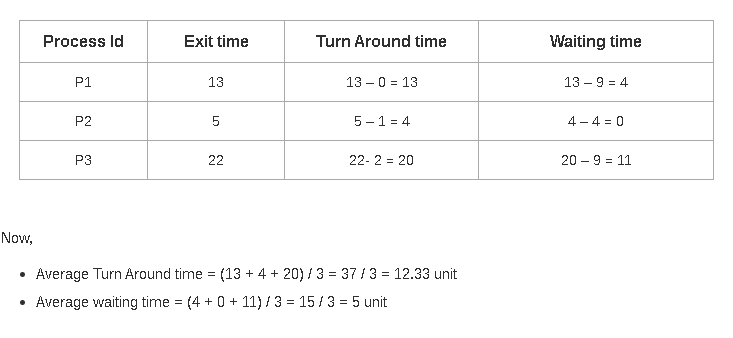 Process Id Exit time Turn Around time Waiting time
P1 13 13 – 0 = 13 13 – 9 = 4
P2 5 5 – 1 = 4 4 – 4 = 0
P3 22 22- 2 = 20 20 – 9 = 11
Now,
• Average Turn Around time = (13 + 4 + 20) / 3 = 37 / 3 = 12.33 unit
• Average waiting time = (4 + 0 + 11) / 3 = 15 / 3 = 5 unit